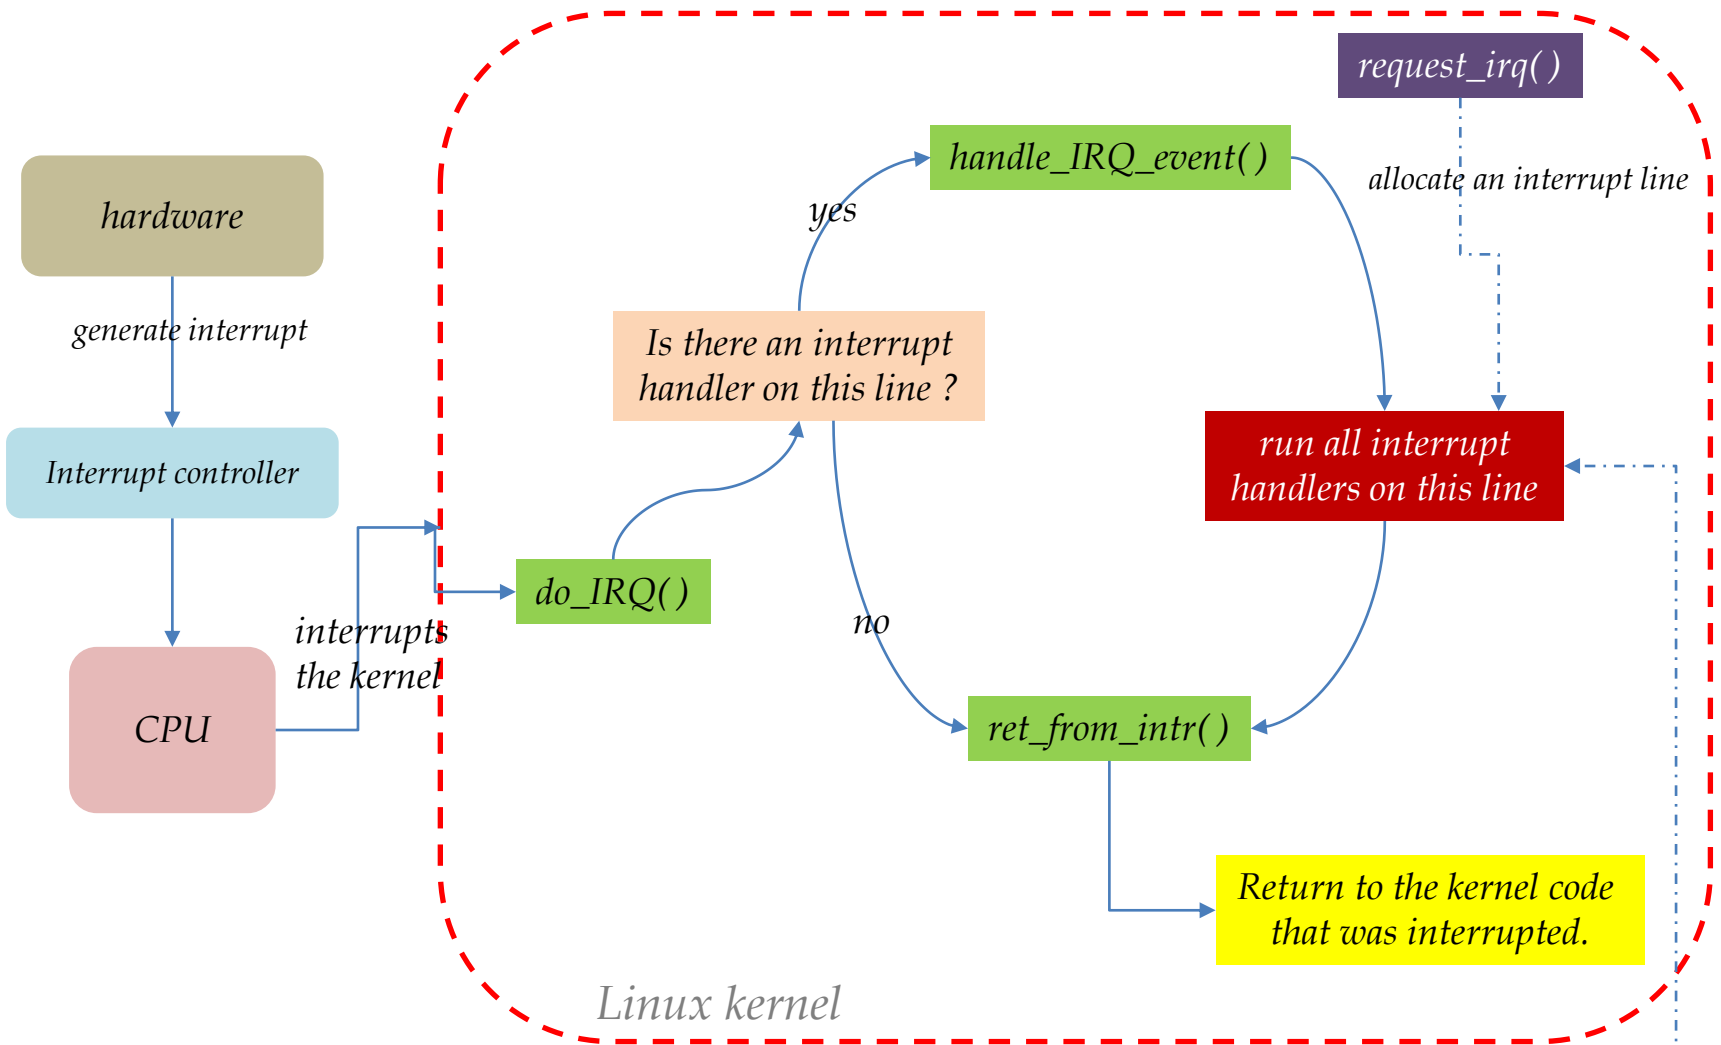 request_irq( )
handle_IRQ_event( )
allocate an interrupt line
hardware
yes
generate interrupt
Is there an interrupt
handler on this line ?
run all interrupt
handlers on this line
Interrupt controller
do_IRQ( )
interrupts
the kernel
no
CPU
ret_from_intr( )
Return to the kernel code
that was interrupted.
Linux kernel